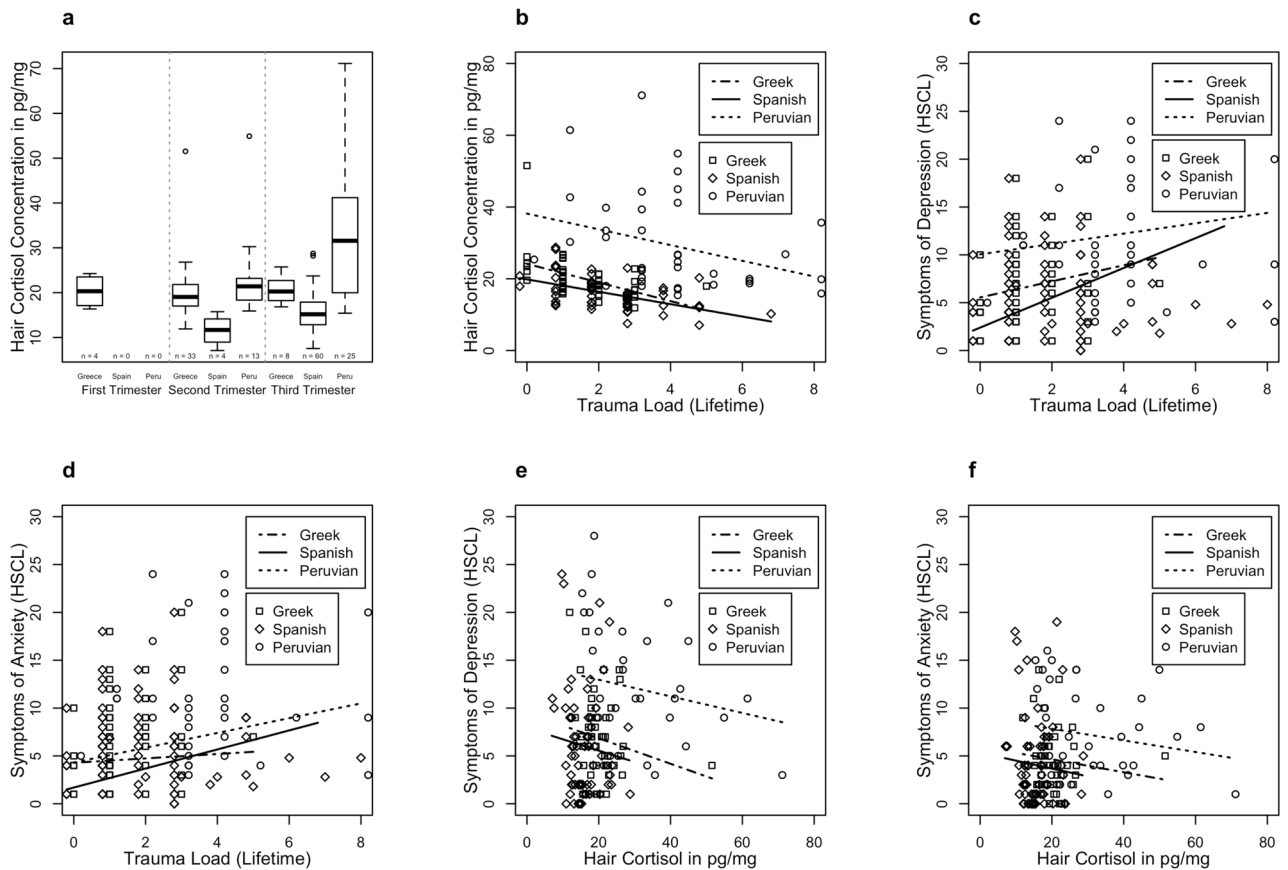 a
Hair Cortisol Concentration in pg/mg
70
60
50
40
30
20
10
n = 4 n = 0 n = 0 n = 33 n = 4 n = 13 n = 8 n = 60 n = 25
Greece Spain Peru Greece Spain Peru Greece Spain Peru
First Trimester Second Trimester Third Trimester
b
Hair Cortisol Concentration in pg/mg
80
60
40
20
0
Greek
Spanish
Peruvian
Greek
Spanish
Peruvian
0 2 4 6 8
Trauma Load (Lifetime)
c
Symptoms of Depression (HSCL)
30
25
20
15
10
5
0
Greek
Spanish
Peruvian
Greek
Spanish
Peruvian
0 2 4 6 8
Trauma Load (Lifetime)
d
Symptoms of Anxiety (HSCL)
30
25
20
15
10
5
0
Greek
Spanish
Peruvian
Greek
Spanish
Peruvian
0 2 4 6 8
Trauma Load (Lifetime)
e
Symptoms of Depression (HSCL)
30
25
20
15
10
5
0
Greek
Spanish
Peruvian
Greek
Spanish
Peruvian
0 20 40 60 80
Hair Cortisol in pg/mg
f
Symptoms of Anxiety (HSCL)
30
25
20
15
10
5
0
Greek
Spanish
Peruvian
Greek
Spanish
Peruvian
0 20 40 60 80
Hair Cortisol in pg/mg